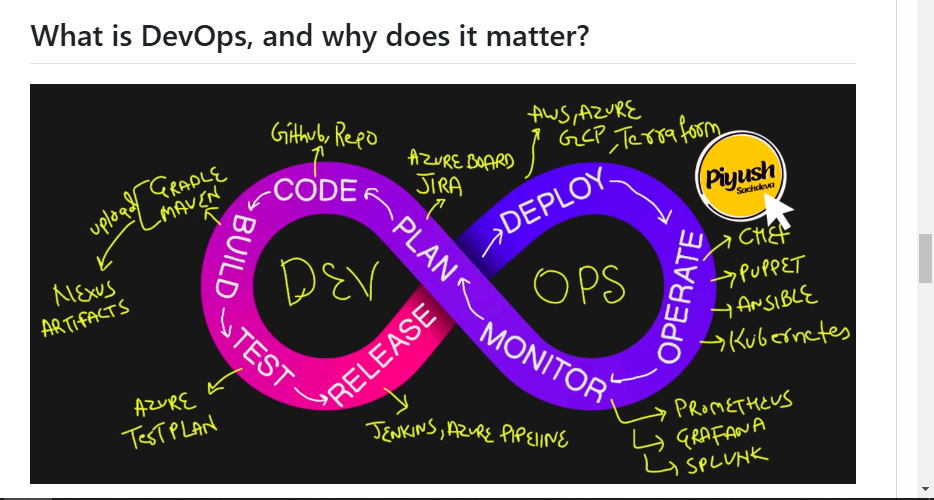 What is DevOps, and why does it matter?
AWS, AZURE
GCP, Terraform
Github, Repo
AZURE BOARD
JIRA
Piyush
Sachdeva
GRADLE
MAVEN
upload
NEXUS
ARTIFACTS
CODE
PLAN
DEPLOY
BUILD
DEV
OPS
OPERATE
CHEF
PUPPET
ANSIBLE
Kubernetes
TEST
RELEASE
MONITOR
AZURE
TEST PLAN
JENKINS, AZURE PIPELINE
PROMETHEUS
GRAFANA
SPLUNK